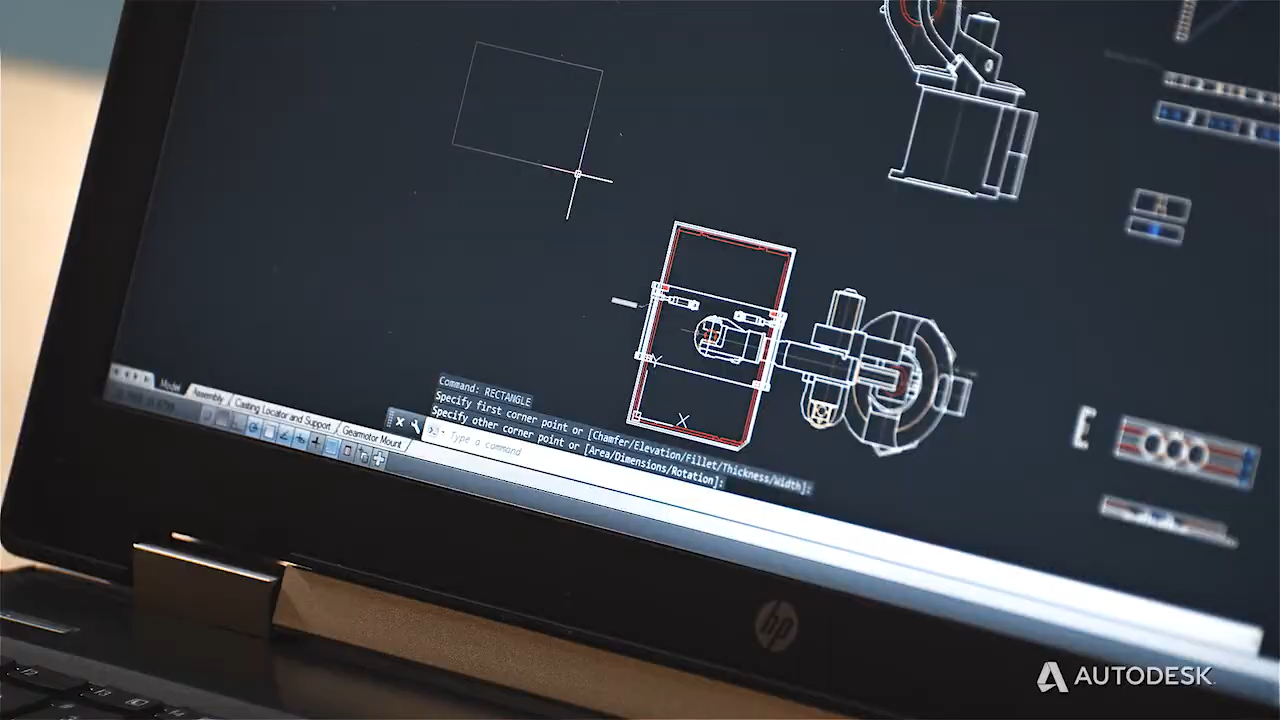 Command: RECTANGLE
Specify first corner point or [Chamfer/Elevation/Fillet/Thickness/Width]:
Specify other corner point or [Area/Dimensions/Rotation]:
Type a command
Model
Assembly
Casting Locator and Support
Gearmotor Mount
Y
X
hp
AUTODESK